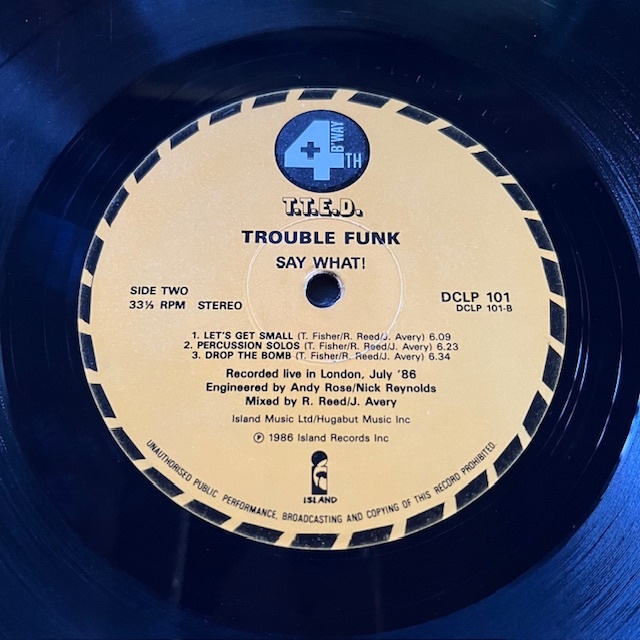 4TH
B'WAY
T.T.E.D.
TROUBLE FUNK
SAY WHAT!
SIDE TWO
33⅓ RPM STEREO
DCLP 101
DCLP 101-B
1. LET'S GET SMALL (T. Fisher/R. Reed/J. Avery) 6.09
2. PERCUSSION SOLOS (T. Fisher/R. Reed/J. Avery) 6.23
3. DROP THE BOMB (T. Fisher/R. Reed/J. Avery) 6.34
Recorded live in London, July '86
Engineered by Andy Rose/Nick Reynolds
Mixed by R. Reed/J. Avery
Island Music Ltd/Hugabut Music Inc
℗ 1986 Island Records Inc
ISLAND
UNAUTHORISED PUBLIC PERFORMANCE, BROADCASTING AND COPYING OF THIS RECORD PROHIBITED.